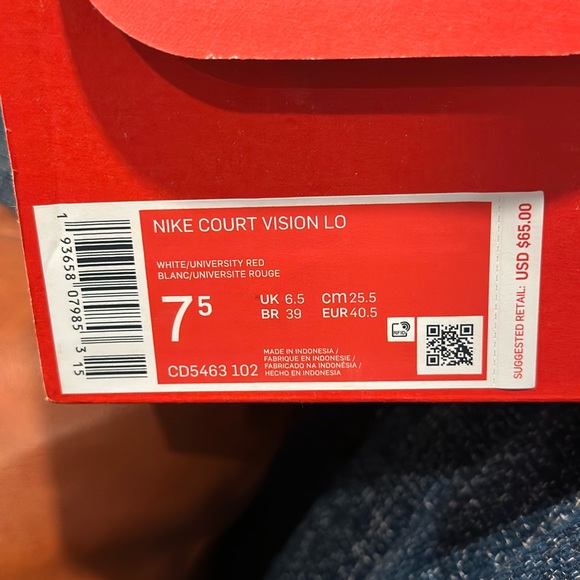 NIKE COURT VISION LO
WHITE/UNIVERSITY RED
BLANC/UNIVERSITE ROUGE
7⁵
UK 6.5
cm 25.5
BR 39
EUR 40.5
CD5463 102
MADE IN INDONESIA/
FABRIQUE EN INDONESIE/
FABRICADO NA INDONÉSIA/
HECHO EN INDONESIA
RFID
1 93658 07985 3 15
SUGGESTED RETAIL: USD $65.00